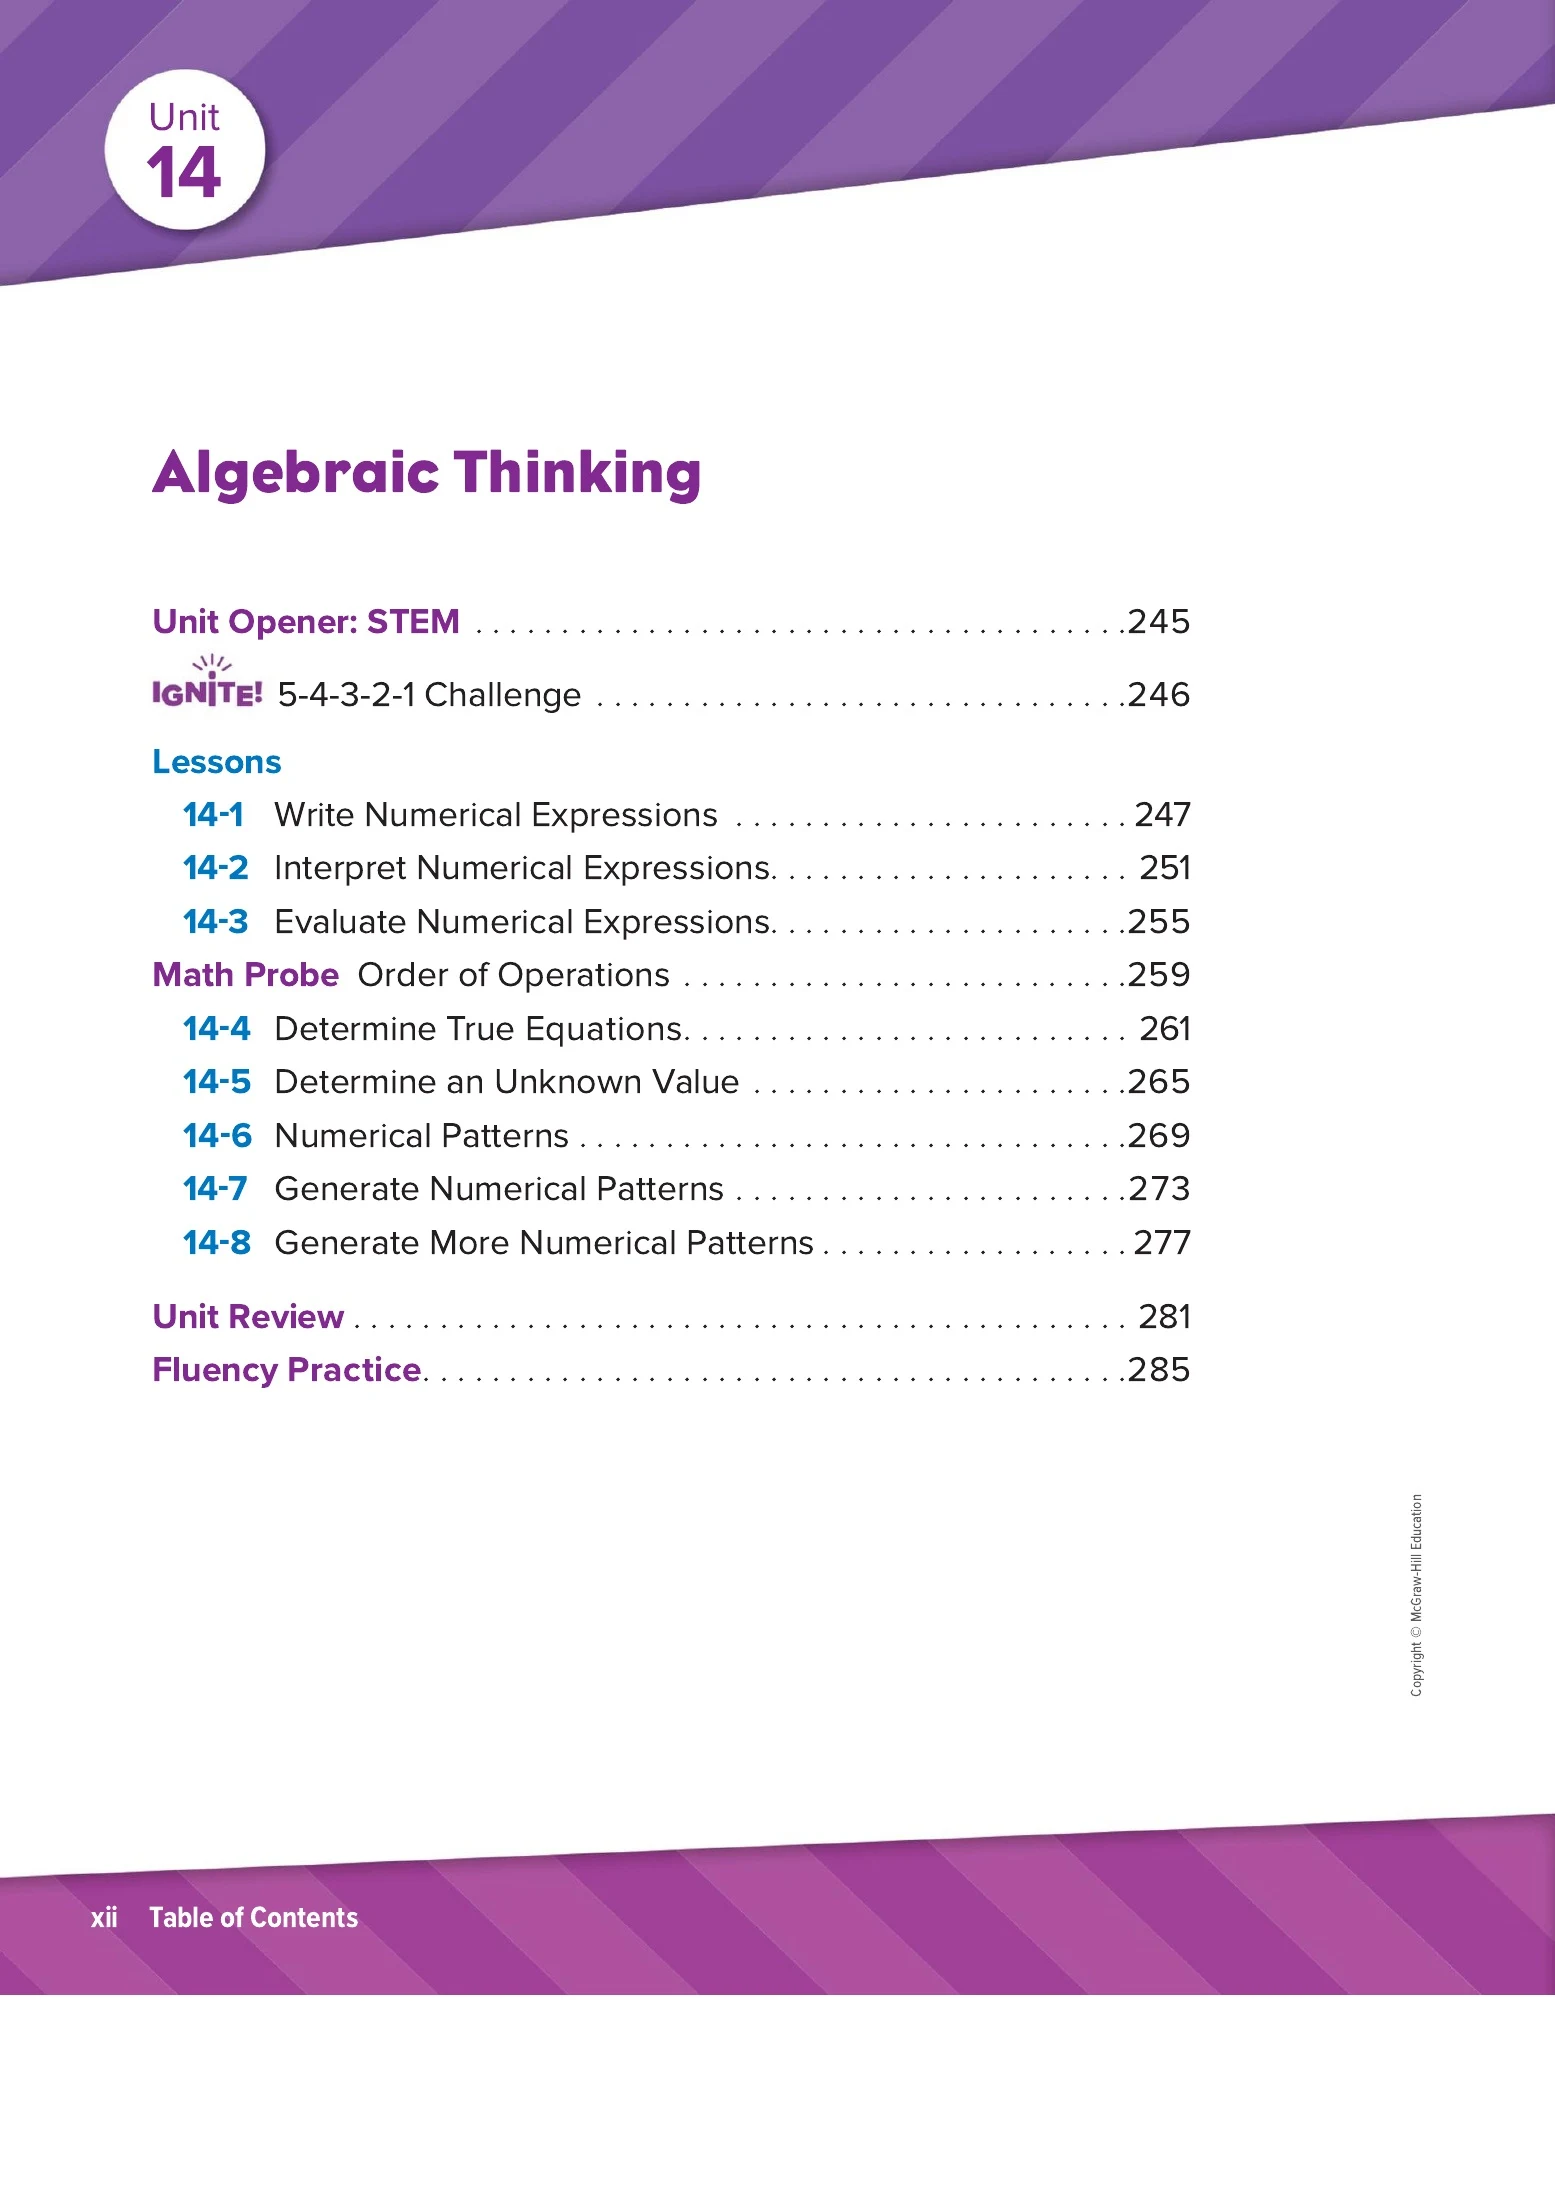 Unit
14
Algebraic Thinking
Unit Opener: STEM . . . . . . . . . . . . . . . . . . . . . . . . . . . . . . . . . . . . . .245
IGNITE! 5-4-3-2-1 Challenge . . . . . . . . . . . . . . . . . . . . . . . . . . . . . . .246
Lessons
14-1 Write Numerical Expressions . . . . . . . . . . . . . . . . . . . . . . . 247
14-2 Interpret Numerical Expressions. . . . . . . . . . . . . . . . . . . . . 251
14-3 Evaluate Numerical Expressions. . . . . . . . . . . . . . . . . . . . .255
Math Probe Order of Operations . . . . . . . . . . . . . . . . . . . . . . . . . .259
14-4 Determine True Equations. . . . . . . . . . . . . . . . . . . . . . . . . . 261
14-5 Determine an Unknown Value . . . . . . . . . . . . . . . . . . . . . .265
14-6 Numerical Patterns . . . . . . . . . . . . . . . . . . . . . . . . . . . . . . . .269
14-7 Generate Numerical Patterns . . . . . . . . . . . . . . . . . . . . . . .273
14-8 Generate More Numerical Patterns . . . . . . . . . . . . . . . . . . 277
Unit Review . . . . . . . . . . . . . . . . . . . . . . . . . . . . . . . . . . . . . . . . . . . . . 281
Fluency Practice. . . . . . . . . . . . . . . . . . . . . . . . . . . . . . . . . . . . . . . . .285
Copyright © McGraw-Hill Education
xii Table of Contents